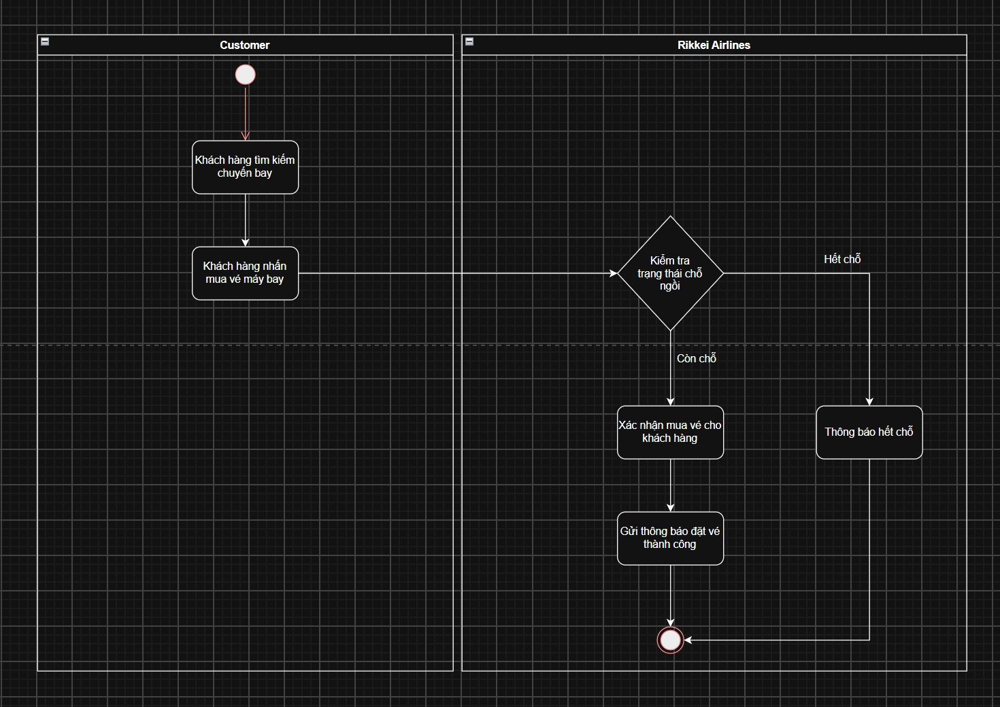 Customer
Rikkei Airlines
Khách hàng tìm kiếm
chuyến bay
Khách hàng nhấn
mua vé máy bay
Kiểm tra
trạng thái chỗ
ngồi
Hết chỗ
Còn chỗ
Xác nhận mua vé cho
khách hàng
Thông báo hết chỗ
Gửi thông báo đặt vé
thành công